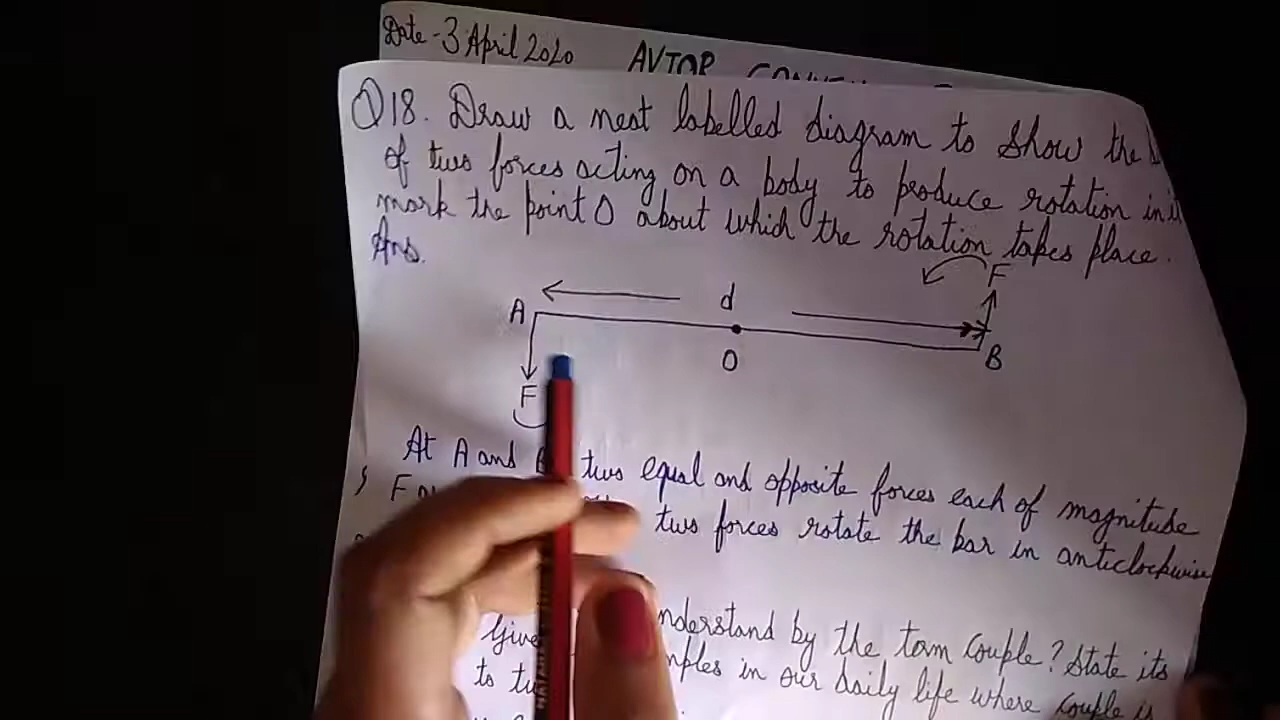 Date - 3 April 2020 AVTAR
Q18. Draw a neat labelled diagram to show the
of two forces acting on a body to produce rotation in it
mark the point O about which the rotation takes place.
Ans.
F
d
A
O
B
F
At A and B two equal and opposite forces each of magnitude
F two forces rotate the bar in anticlockwise
Give understand by the term couple? State its
to in our daily life where couple is